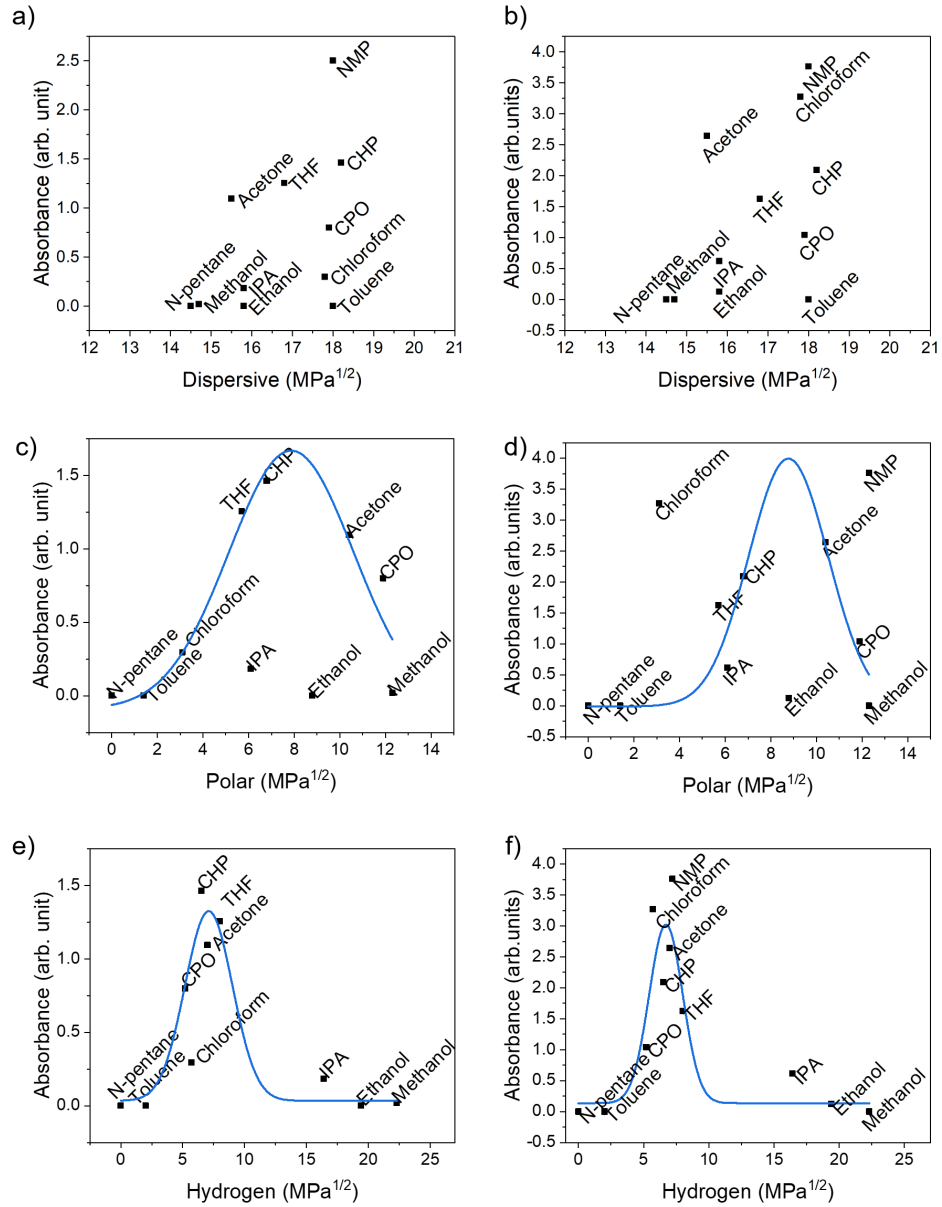 a)
Absorbance (arb. unit)
2.5
2.0
1.5
1.0
0.5
0.0
NMP
CHP
THF
Acetone
CPO
Chloroform
N-pentane
Methanol
IPA
Ethanol
Toluene
12 13 14 15 16 17 18 19 20 21
Dispersive (MPa1/2)
b)
Absorbance (arb.units)
4.0
3.5
3.0
2.5
2.0
1.5
1.0
0.5
0.0
-0.5
NMP
Chloroform
Acetone
CHP
THF
CPO
N-pentane
Methanol
IPA
Ethanol
Toluene
12 13 14 15 16 17 18 19 20 21
Dispersive (MPa1/2)
c)
Absorbance (arb. unit)
1.5
1.0
0.5
0.0
CHP
THF
Acetone
CPO
Chloroform
N-pentane
Toluene
IPA
Ethanol
Methanol
0 2 4 6 8 10 12 14
Polar (MPa1/2)
d)
Absorbance (arb.units)
4.0
3.5
3.0
2.5
2.0
1.5
1.0
0.5
0.0
-0.5
NMP
Chloroform
Acetone
CHP
THF
CPO
IPA
N-pentane
Toluene
Ethanol
Methanol
0 2 4 6 8 10 12 14
Polar (MPa1/2)
e)
Absorbance (arb. unit)
1.5
1.0
0.5
0.0
CHP
THF
Acetone
CPO
Chloroform
N-pentane
Toluene
IPA
Ethanol
Methanol
0 5 10 15 20 25
Hydrogen (MPa1/2)
f)
Absorbance (arb.units)
4.0
3.5
3.0
2.5
2.0
1.5
1.0
0.5
0.0
-0.5
NMP
Chloroform
Acetone
CHP
THF
CPO
N-pentane
Toluene
IPA
Ethanol
Methanol
0 5 10 15 20 25
Hydrogen (MPa1/2)